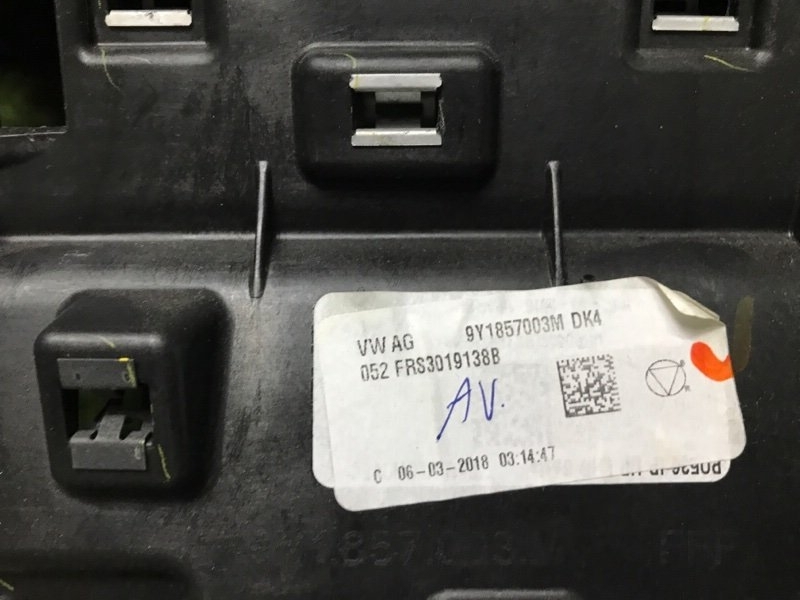 VW AG 9Y1857003M DK4
052 FRS3019138B
AV.
C 06-03-2018 03:14:47